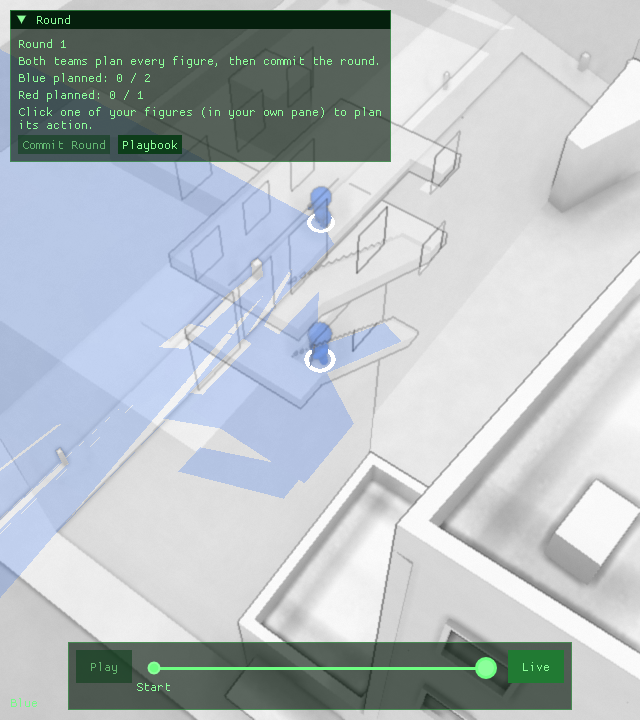 Round
Round 1
Both teams plan every figure, then commit the round.
Blue planned: 0 / 2
Red planned: 0 / 1
Click one of your figures (in your own pane) to plan
its action.
Commit Round
Playbook
Play
Start
Live